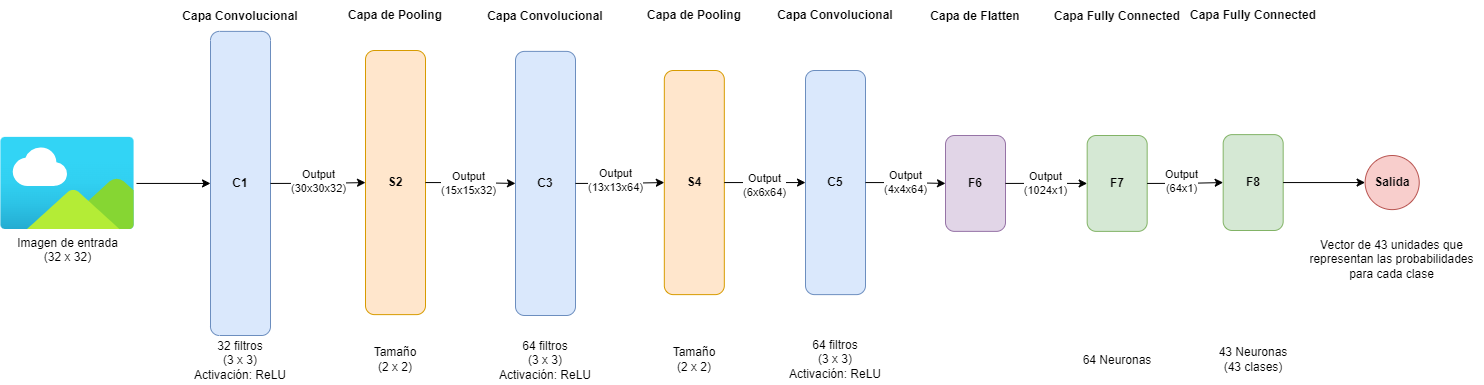 Capa Convolucional
Capa de Pooling
Capa Convolucional
Capa de Pooling
Capa Convolucional
Capa de Flatten
Capa Fully Connected
Capa Fully Connected
Imagen de entrada
(32 x 32)
C1
Output
(30x30x32)
S2
Output
(15x15x32)
C3
Output
(13x13x64)
S4
Output
(6x6x64)
C5
Output
(4x4x64)
F6
Output
(1024x1)
F7
Output
(64x1)
F8
Salida
Vector de 43 unidades que
representan las probabilidades
para cada clase
32 filtros
(3 x 3)
Activación: ReLU
Tamaño
(2 x 2)
64 filtros
(3 x 3)
Activación: ReLU
Tamaño
(2 x 2)
64 filtros
(3 x 3)
Activación: ReLU
64 Neuronas
43 Neuronas
(43 clases)